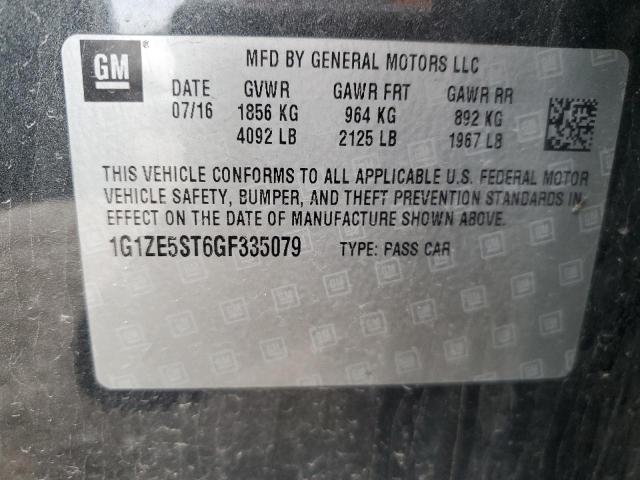 GM
MFD BY GENERAL MOTORS LLC
DATE GVWR GAWR FRT GAWR RR
07/16 1856 KG 964 KG 892 KG
4092 LB 2125 LB 1967 LB
THIS VEHICLE CONFORMS TO ALL APPLICABLE U.S. FEDERAL MOTOR
VEHICLE SAFETY, BUMPER, AND THEFT PREVENTION STANDARDS IN
EFFECT ON THE DATE OF MANUFACTURE SHOWN ABOVE.
1G1ZE5ST6GF335079 TYPE: PASS CAR